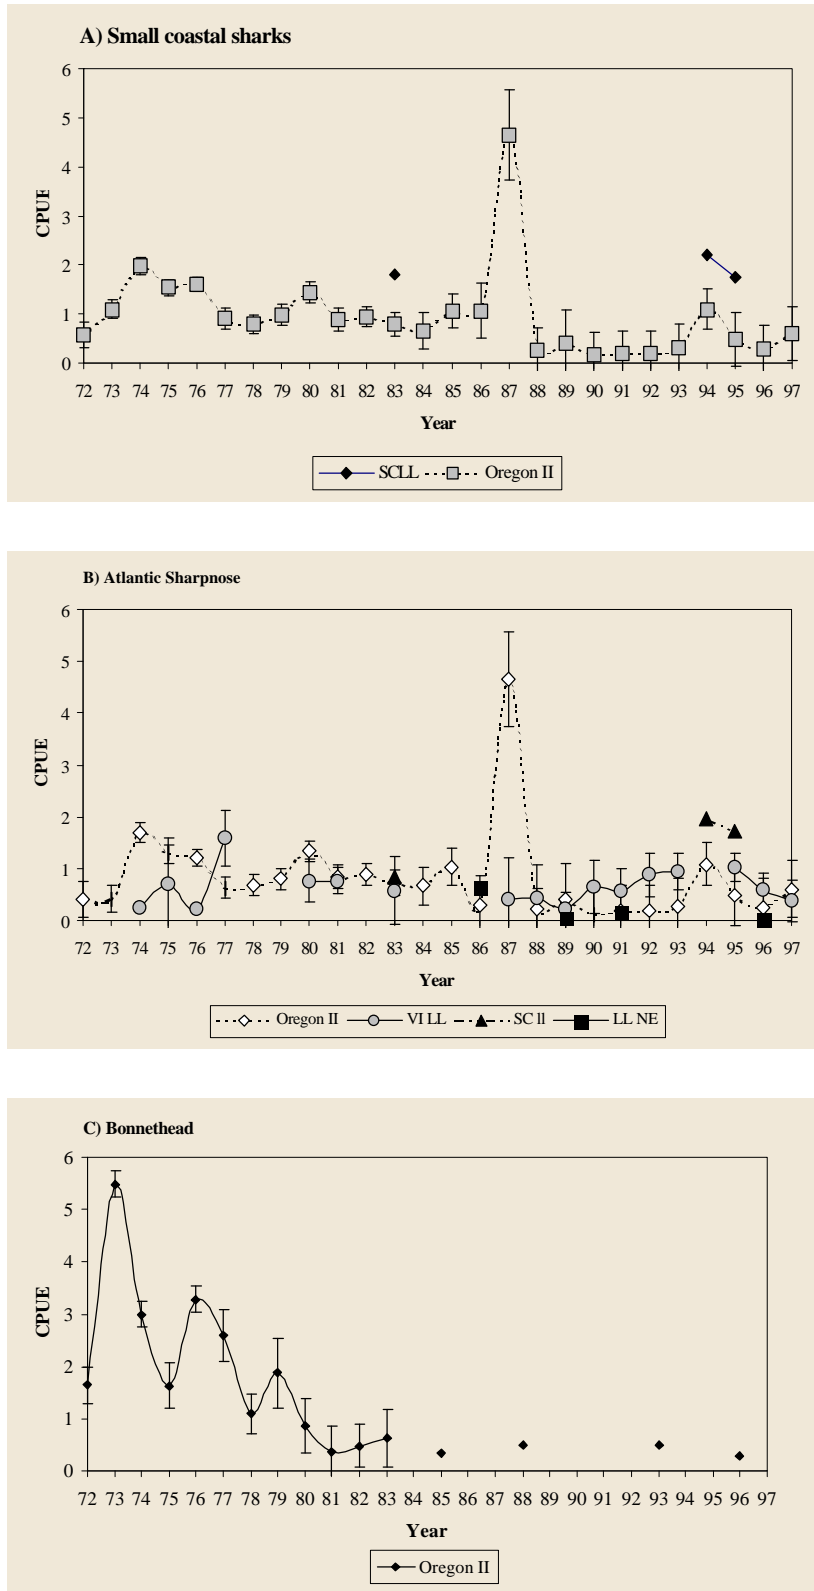 A) Small coastal sharks
6
5
4
3
2
1
0
CPUE
72 73 74 75 76 77 78 79 80 81 82 83 84 85 86 87 88 89 90 91 92 93 94 95 96 97
Year
SCLL Oregon II
B) Atlantic Sharpnose
6
5
4
3
2
1
0
CPUE
72 73 74 75 76 77 78 79 80 81 82 83 84 85 86 87 88 89 90 91 92 93 94 95 96 97
Year
Oregon II VI LL SC ll LL NE
C) Bonnethead
6
5
4
3
2
1
0
CPUE
72 73 74 75 76 77 78 79 80 81 82 83 84 85 86 87 88 89 90 91 92 93 94 95 96 97
Year
Oregon II